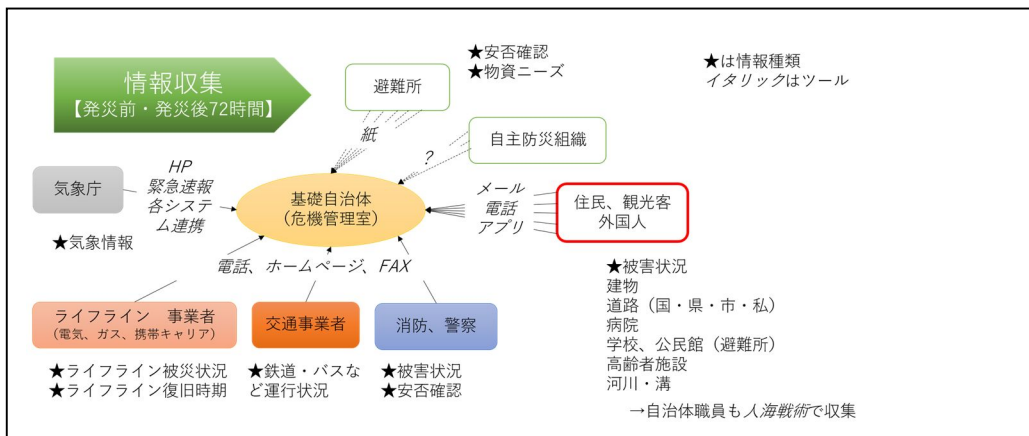 情報収集
【発災前・発災後72時間】
★安否確認
★物資ニーズ
★は情報種類
イタリックはツール
避難所
紙
自主防災組織
?
気象庁
HP
緊急速報
各システ
ム連携
★気象情報
基礎自治体
(危機管理室)
メール
電話
アプリ
住民、観光客
外国人
電話、ホームページ、FAX
ライフライン 事業者
(電気、ガス、携帯キャリア)
★ライフライン被災状況
★ライフライン復旧時期
交通事業者
★鉄道・バスな
ど運行状況
消防、警察
★被害状況
★安否確認
★被害状況
建物
道路(国・県・市・私)
病院
学校、公民館(避難所)
高齢者施設
河川・溝
→自治体職員も人海戦術で収集